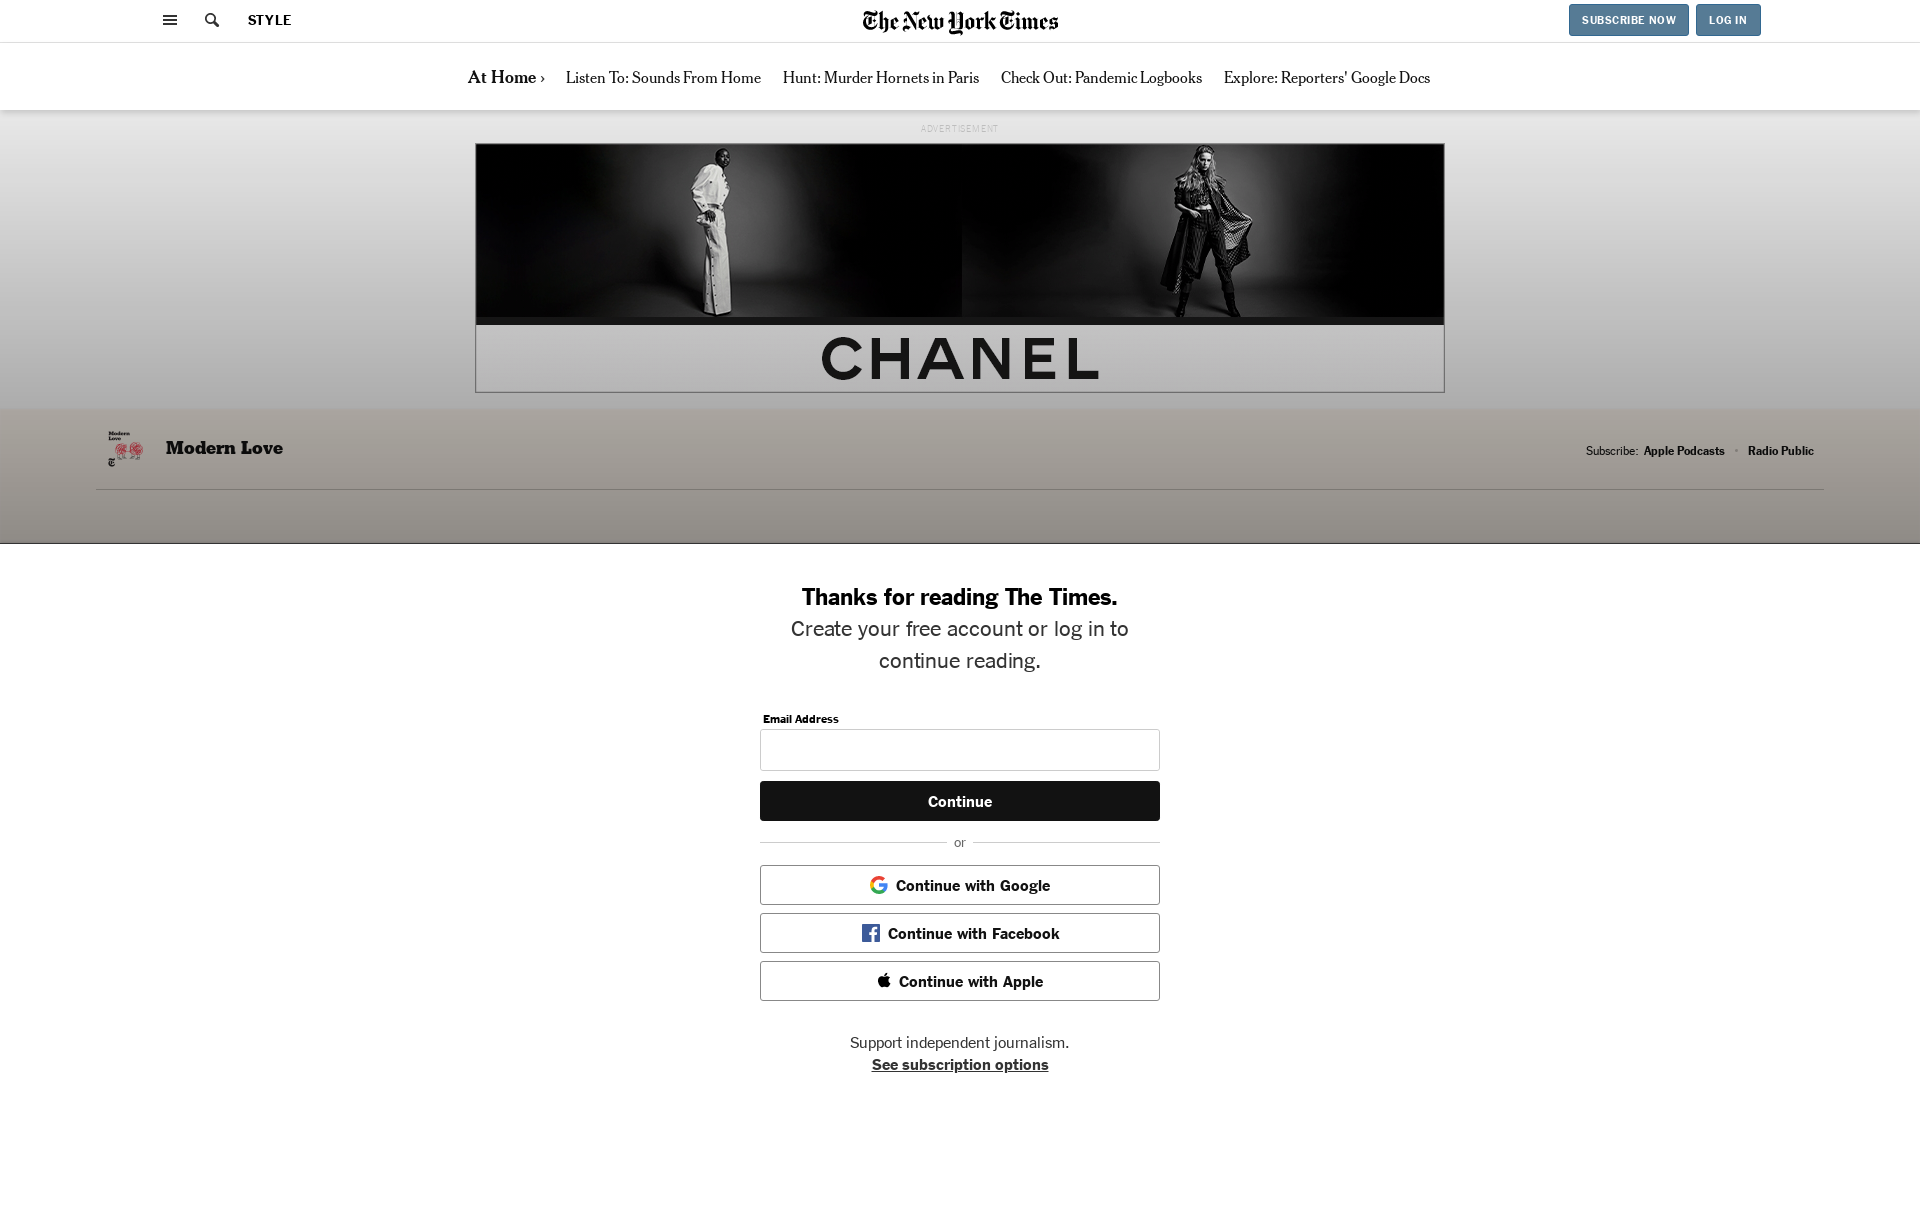 STYLE
The New York Times
SUBSCRIBE NOW
LOG IN
At Home ›
Listen To: Sounds From Home
Hunt: Murder Hornets in Paris
Check Out: Pandemic Logbooks
Explore: Reporters' Google Docs
ADVERTISEMENT
CHANEL
Modern
Love
T
Modern Love
Subscribe: Apple Podcasts • Radio Public
Thanks for reading The Times.
Create your free account or log in to
continue reading.
Email Address
Continue
or
Continue with Google
Continue with Facebook
Continue with Apple
Support independent journalism.
See subscription options